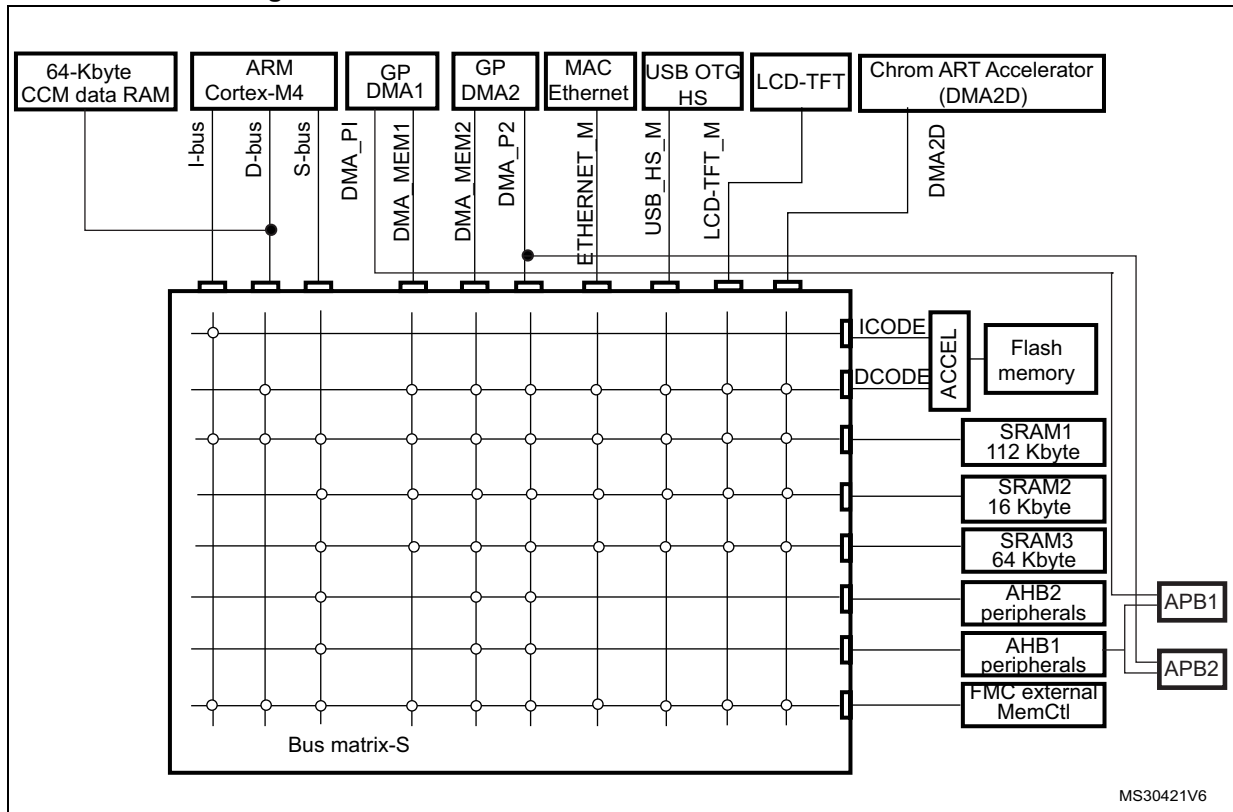 64-Kbyte
CCM data RAM
ARM
Cortex-M4
GP
DMA1
GP
DMA2
MAC
Ethernet
USB OTG
HS
LCD-TFT
Chrom ART Accelerator
(DMA2D)
I-bus
D-bus
S-bus
DMA_PI
DMA_MEM1
DMA_MEM2
DMA_P2
ETHERNET_M
USB_HS_M
LCD-TFT_M
DMA2D
ICODE
DCODE
ACCEL
Flash
memory
SRAM1
112 Kbyte
SRAM2
16 Kbyte
SRAM3
64 Kbyte
AHB2
peripherals
AHB1
peripherals
FMC external
MemCtl
APB1
APB2
Bus matrix-S
MS30421V6